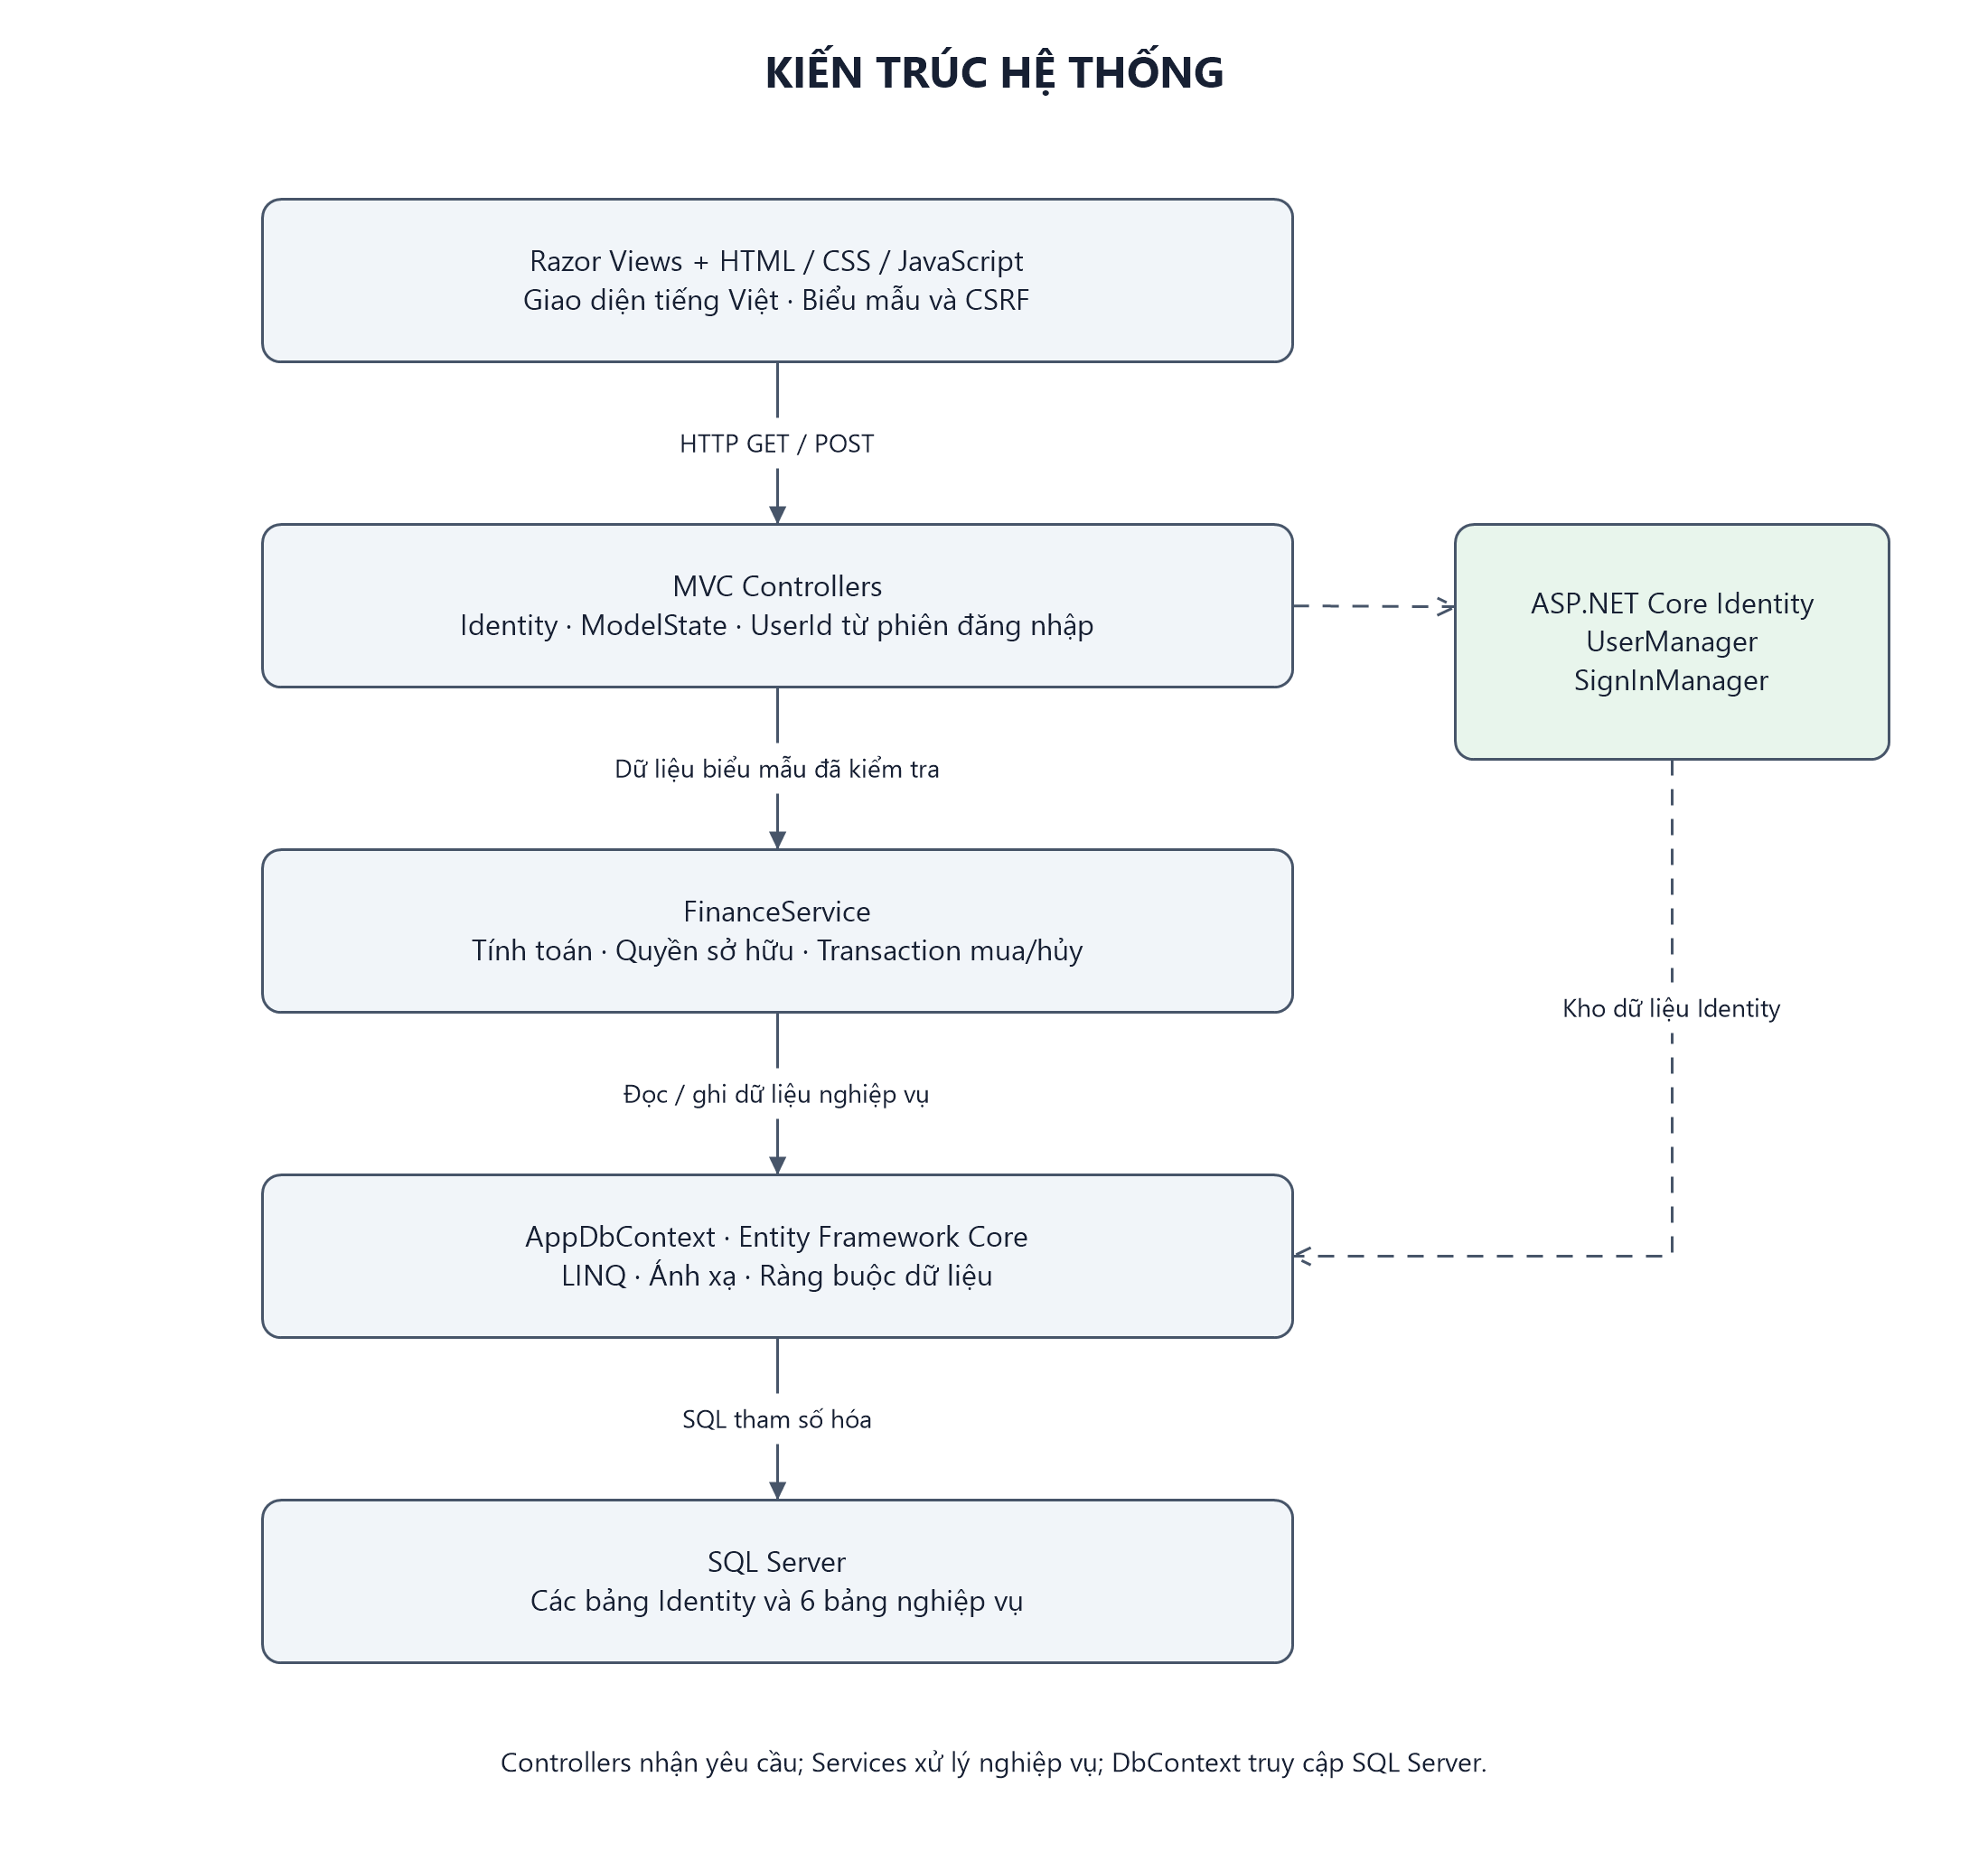 KIẾN TRÚC HỆ THỐNG
Razor Views + HTML / CSS / JavaScript
Giao diện tiếng Việt · Biểu mẫu và CSRF
HTTP GET / POST
MVC Controllers
Identity · ModelState · UserId từ phiên đăng nhập
ASP.NET Core Identity
UserManager
SignInManager
Dữ liệu biểu mẫu đã kiểm tra
FinanceService
Tính toán · Quyền sở hữu · Transaction mua/hủy
Kho dữ liệu Identity
Đọc / ghi dữ liệu nghiệp vụ
AppDbContext · Entity Framework Core
LINQ · Ánh xạ · Ràng buộc dữ liệu
SQL tham số hóa
SQL Server
Các bảng Identity và 6 bảng nghiệp vụ
Controllers nhận yêu cầu; Services xử lý nghiệp vụ; DbContext truy cập SQL Server.